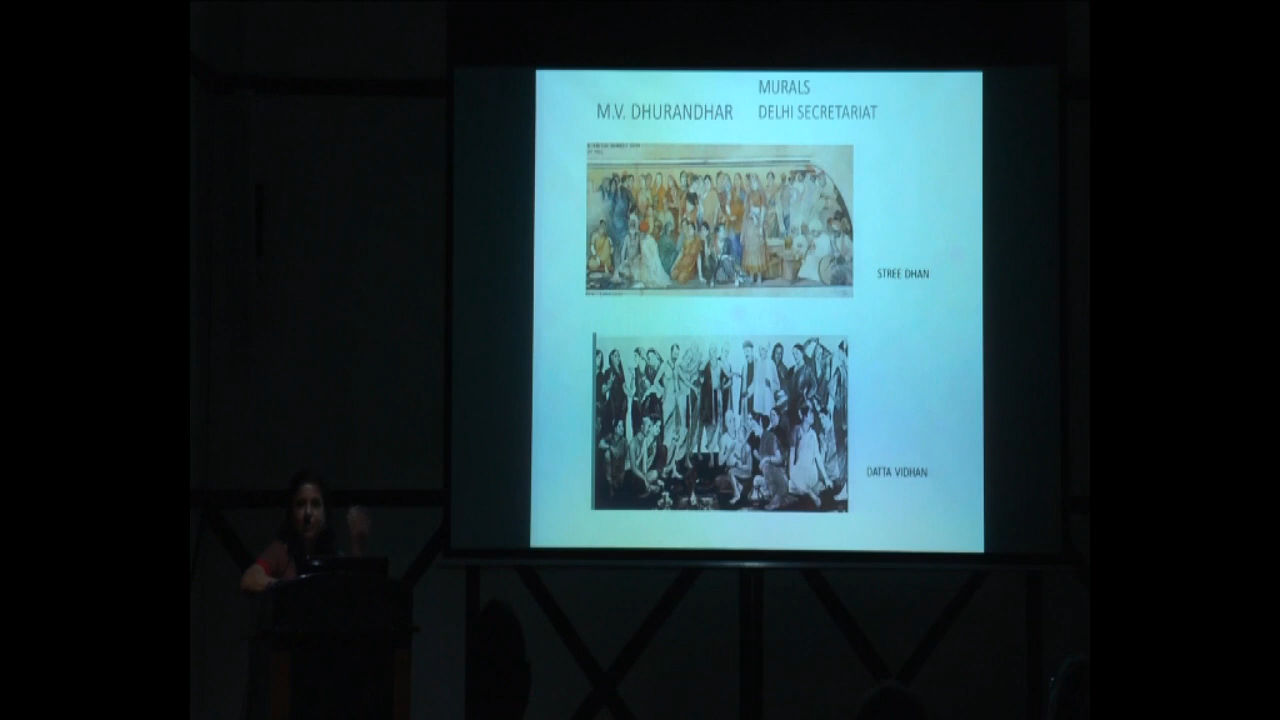 MURALS
M.V. DHURANDHAR DELHI SECRETARIAT
STREE DHAN
DATTA VIDHAN